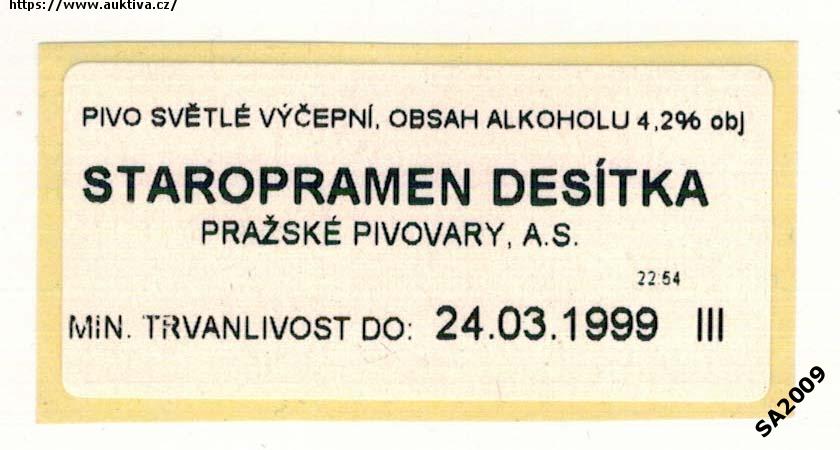 https://www.auktiva.cz/
PIVO SVĚTLÉ VÝČEPNÍ, OBSAH ALKOHOLU 4,2% obj
STAROPRAMEN DESÍTKA
PRAŽSKÉ PIVOVARY, A.S.
22:54
MIN. TRVANLIVOST DO: 24.03.1999 III
SA2009